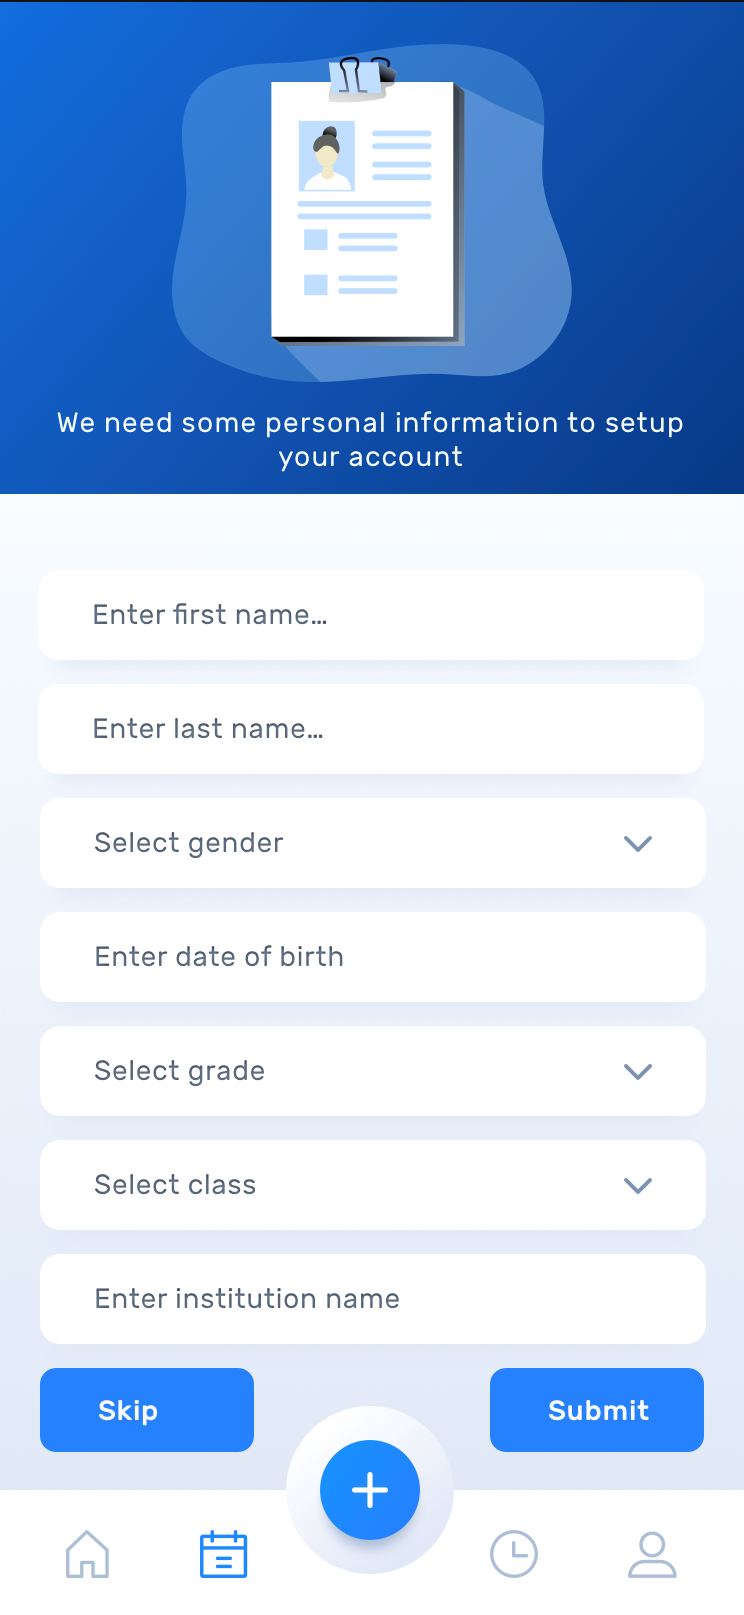 We need some personal information to setup
your account
Enter first name...
Enter last name...
Select gender
Enter date of birth
Select grade
Select class
Enter institution name
Skip
Submit